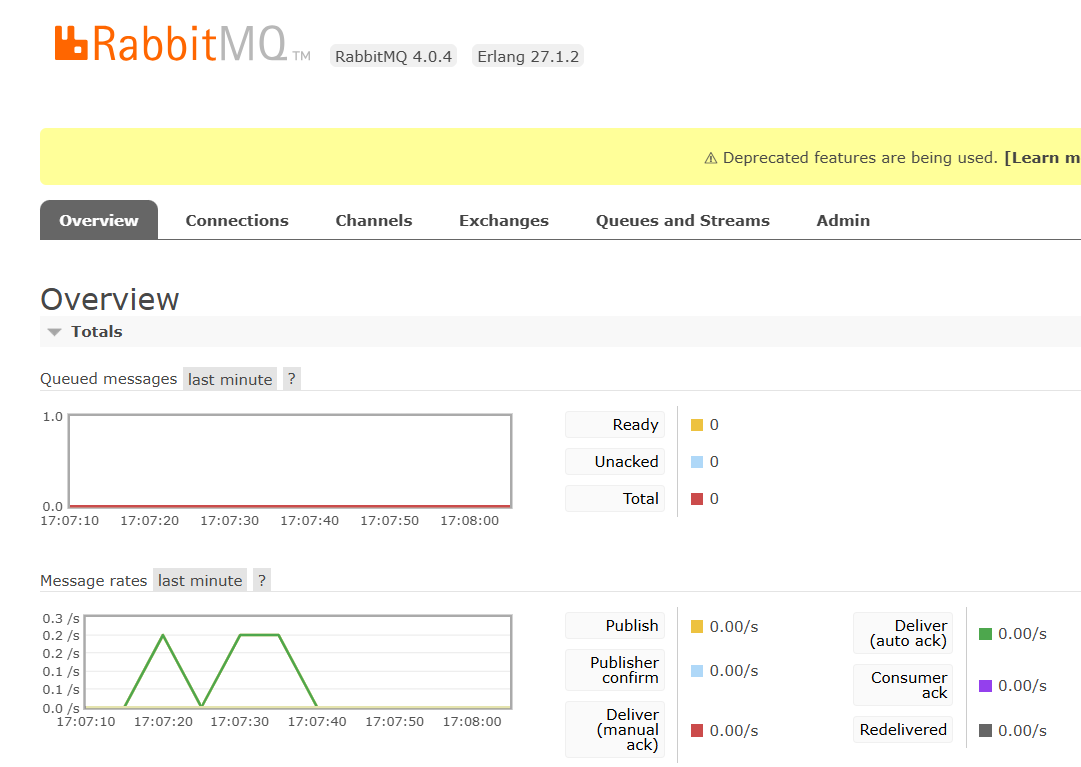 RabbitMQ TM RabbitMQ 4.0.4 Erlang 27.1.2
⚠ Deprecated features are being used. [Learn m
Overview Connections Channels Exchanges Queues and Streams Admin
Overview
Totals
Queued messages last minute ?
1.0
0.0
17:07:10 17:07:20 17:07:30 17:07:40 17:07:50 17:08:00
Ready 0
Unacked 0
Total 0
Message rates last minute ?
0.3 /s
0.2 /s
0.2 /s
0.1 /s
0.1 /s
0.0 /s
17:07:10 17:07:20 17:07:30 17:07:40 17:07:50 17:08:00
Publish 0.00/s
Publisher
confirm 0.00/s
Deliver
(manual
ack) 0.00/s
Deliver
(auto ack) 0.00/s
Consumer
ack 0.00/s
Redelivered 0.00/s